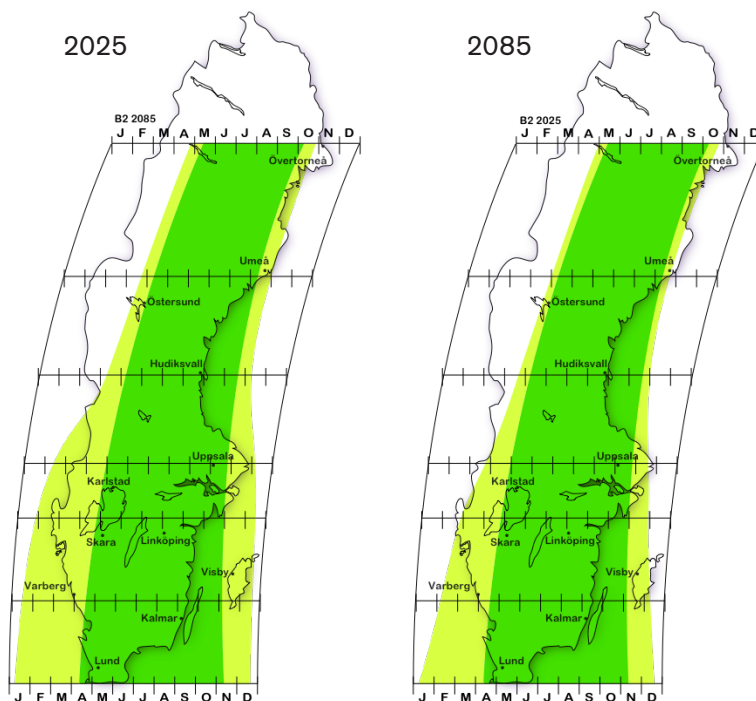 2025
B2 2085
J F M A M J J A S O N D
Övertorneå
Umeå
Östersund
Hudiksvall
Uppsala
Karlstad
Skara
Linköping
Visby
Varberg
Kalmar
Lund
J F M A M J J A S O N D
2085
B2 2025
J F M A M J J A S O N D
Övertorneå
Umeå
Östersund
Hudiksvall
Uppsala
Karlstad
Skara
Linköping
Visby
Varberg
Kalmar
Lund
J F M A M J J A S O N D